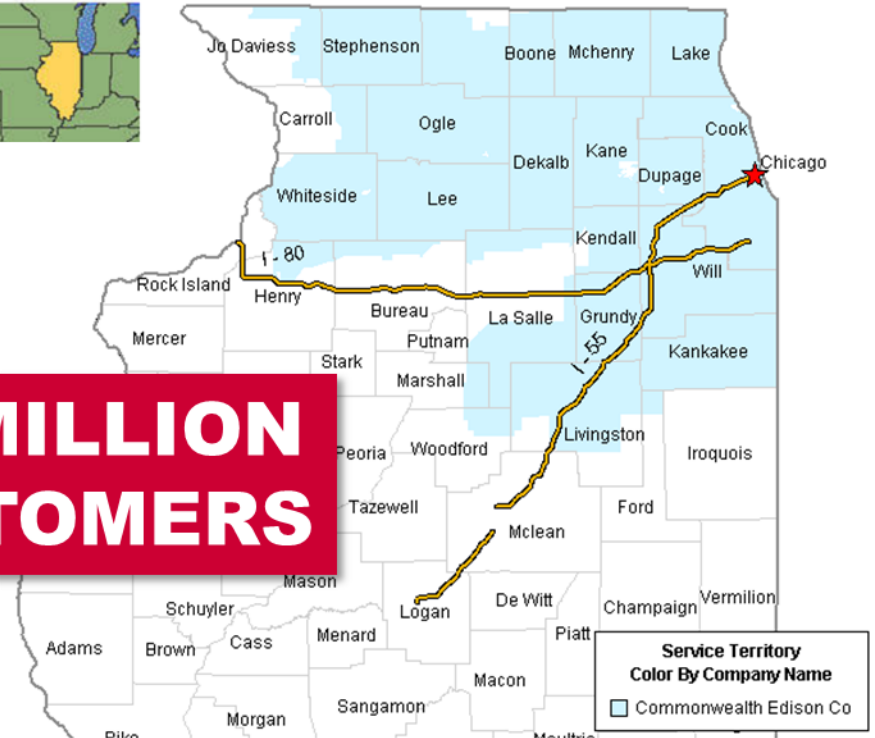 Jo Daviess
Stephenson
Boone
Mchenry
Lake
Carroll
Ogle
Dekalb
Kane
Cook
Dupage
Chicago
Whiteside
Lee
Kendall
I - 80
Rock Island
Henry
Bureau
La Salle
Grundy
Will
Mercer
Putnam
I - 55
Stark
Marshall
Kankakee
MILLION
TOMERS
Peoria
Woodford
Livingston
Iroquois
Tazewell
Mclean
Ford
Mason
Schuyler
Logan
De Witt
Champaign
Vermilion
Adams
Brown
Cass
Menard
Piatt
Macon
Morgan
Sangamon
Pike
Moultrie
Service Territory
Color By Company Name
Commonwealth Edison Co